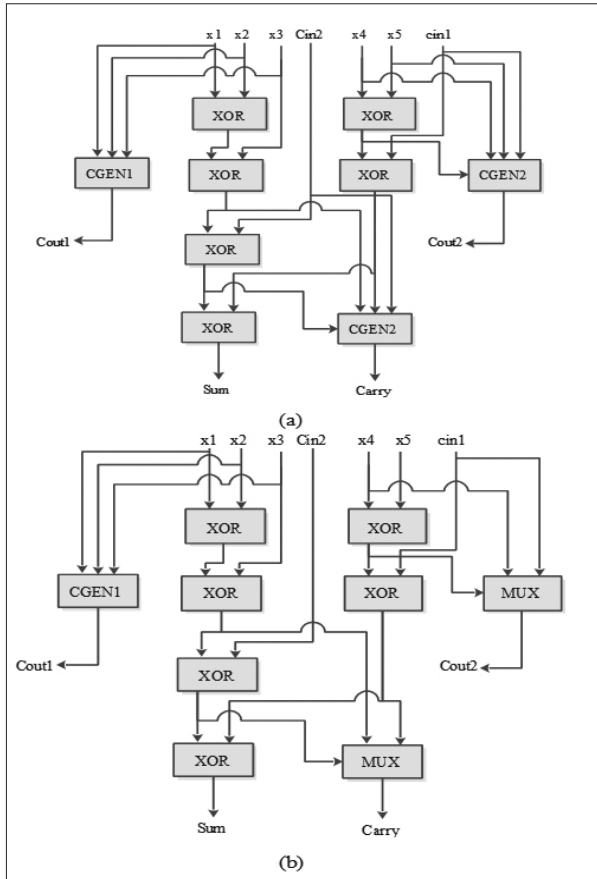 x1 x2 x3 Cin2 x4 x5 cin1
XOR XOR
CGEN1 XOR XOR CGEN2
Cout1 XOR Cout2
XOR CGEN2
Sum Carry
(a)
x1 x2 x3 Cin2 x4 x5 cin1
XOR XOR
CGEN1 XOR XOR MUX
Cout1 XOR Cout2
XOR MUX
Sum Carry
(b)